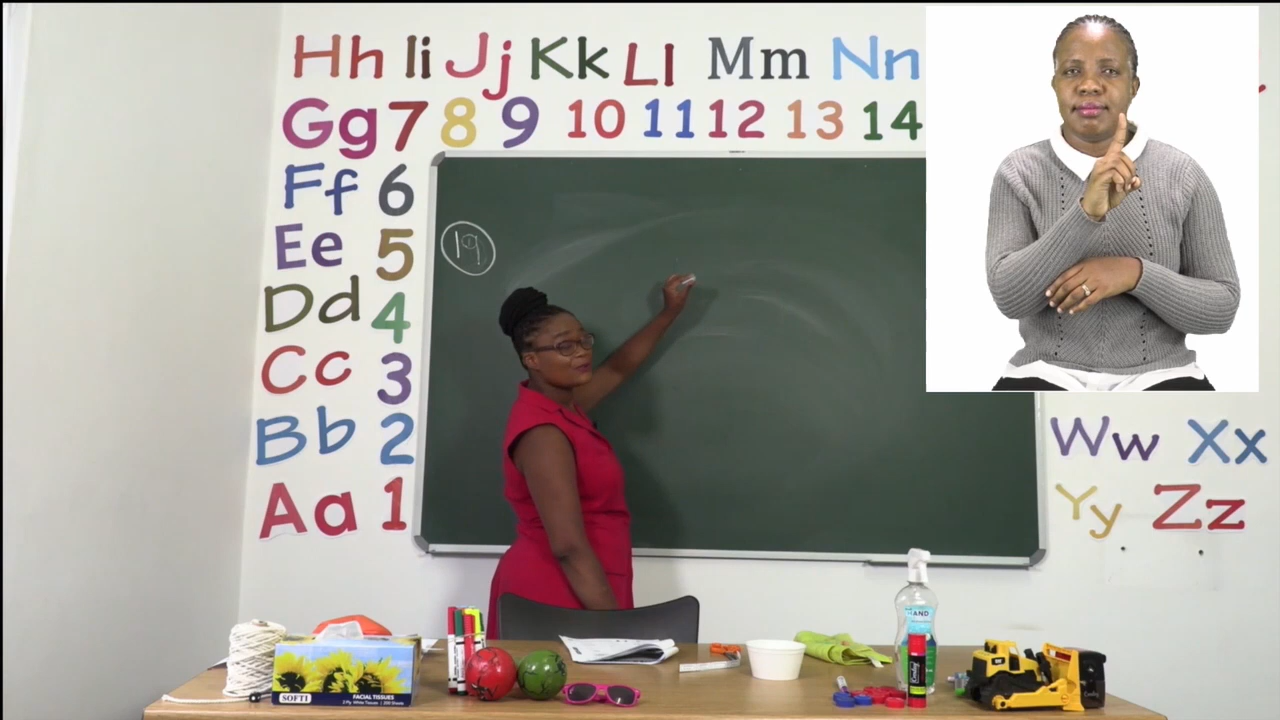 Hh Ii Jj Kk Ll Mm Nn
Gg 7 8 9 10 11 12 13 14
Ff 6
Ee 5
19
Dd 4
Cc 3
Bb 2
Aa 1
Ww Xx
Yy Zz
HAND
SOFTI
FACIAL TISSUES
CAT